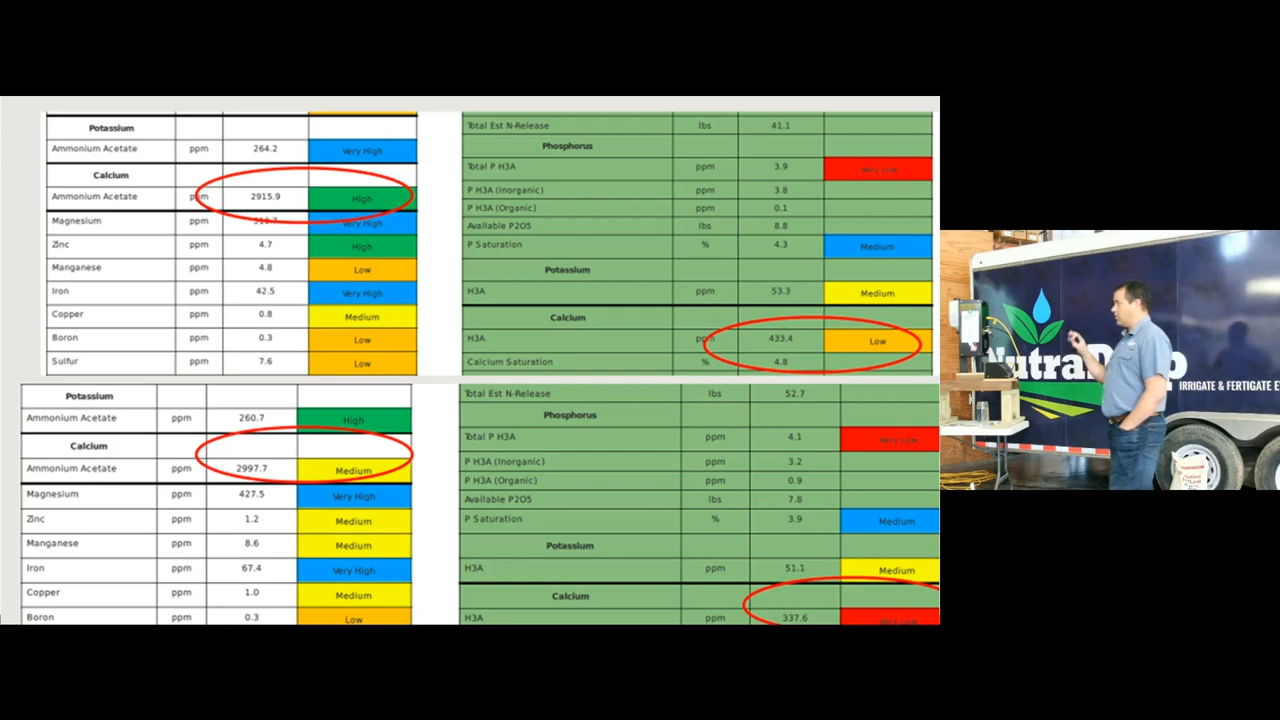 Potassium
Ammonium Acetate ppm 264.2 Very High
Calcium
Ammonium Acetate ppm 2915.9 High
Magnesium ppm Very High
Zinc ppm 4.7 High
Manganese ppm 4.8 Low
Iron ppm 42.5 Very High
Copper ppm 0.8 Medium
Boron ppm 0.3 Low
Sulfur ppm 7.6 Low
Total Est N-Release lbs 41.1
Phosphorus
Total P H3A ppm 3.9 Very Low
P H3A (Inorganic) ppm 3.8
P H3A (Organic) ppm 0.1
Available P2O5 lbs 8.8
P Saturation % 4.3 Medium
Potassium
H3A ppm 53.3 Medium
Calcium
H3A ppm 433.4 Low
Calcium Saturation % 4.8
Potassium
Ammonium Acetate ppm 260.7 High
Calcium
Ammonium Acetate ppm 2997.7 Medium
Magnesium ppm 427.5 Very High
Zinc ppm 1.2 Medium
Manganese ppm 8.6 Medium
Iron ppm 67.4 Very High
Copper ppm 1.0 Medium
Boron ppm 0.3 Low
Total Est N-Release lbs 52.7
Phosphorus
Total P H3A ppm 4.1 Very Low
P H3A (Inorganic) ppm 3.2
P H3A (Organic) ppm 0.9
Available P2O5 lbs 7.8
P Saturation % 3.9 Medium
Potassium
H3A ppm 51.1 Medium
Calcium
H3A ppm 337.6 Very Low
NutraD p
IRRIGATE & FERTIGATE E